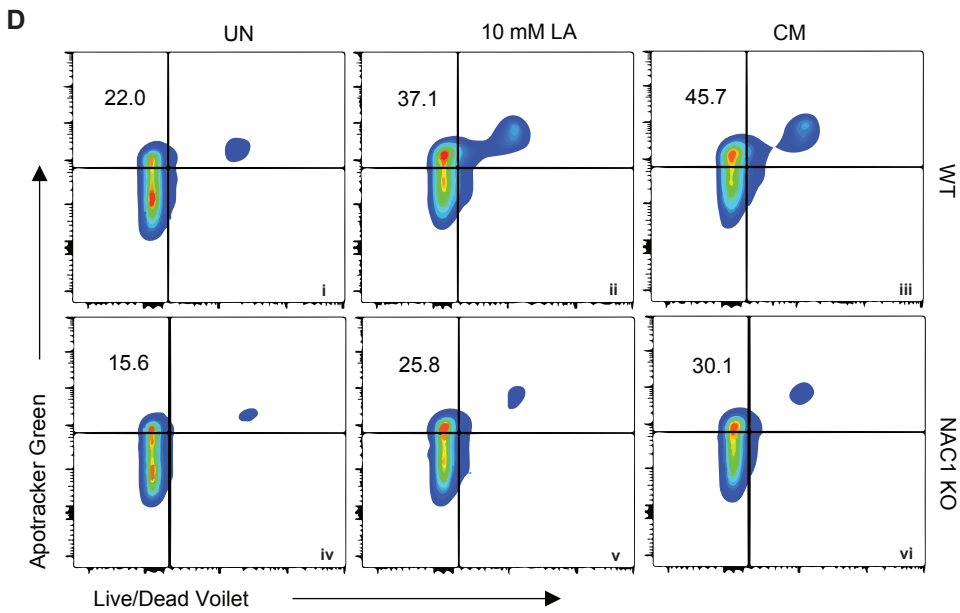 D
UN
10 mM LA
CM
22.0
37.1
45.7
WT
i
ii
iii
15.6
25.8
30.1
NAC1 KO
iv
v
vi
Apotracker Green
Live/Dead Voilet